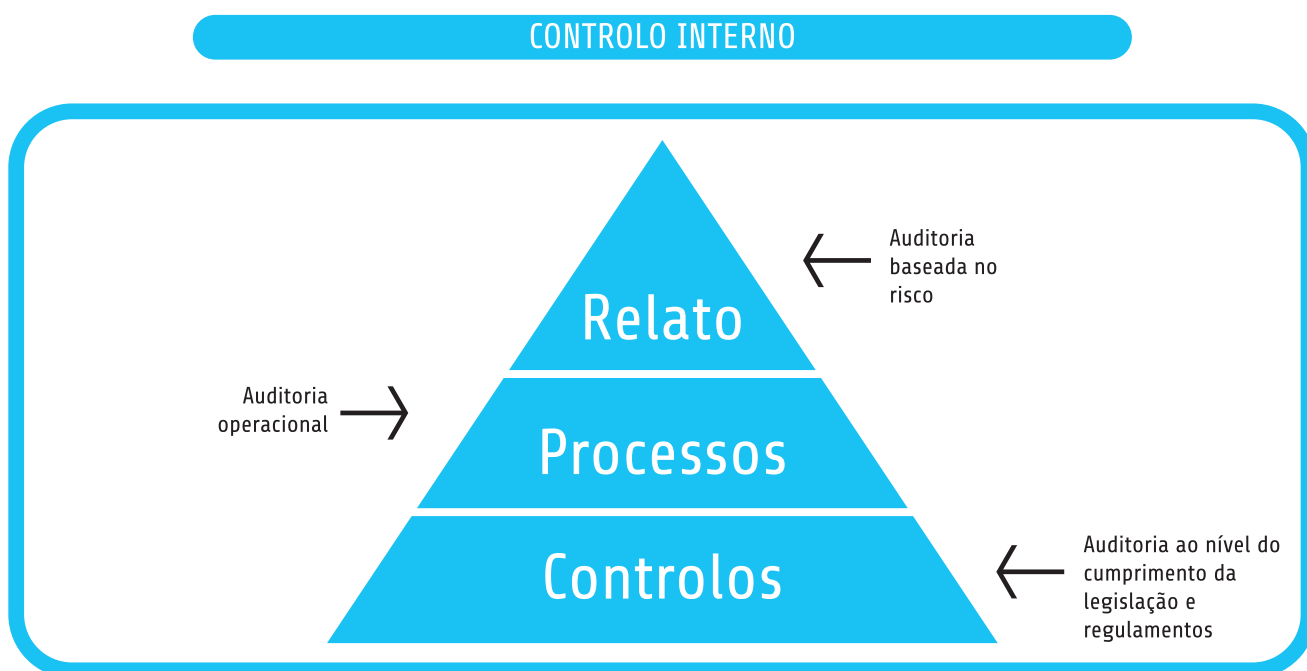 CONTROLO INTERNO
Auditoria
baseada no
risco
Relato
Auditoria
operacional
Processos
Controlos
Auditoria ao nível do
cumprimento da
legislação e
regulamentos